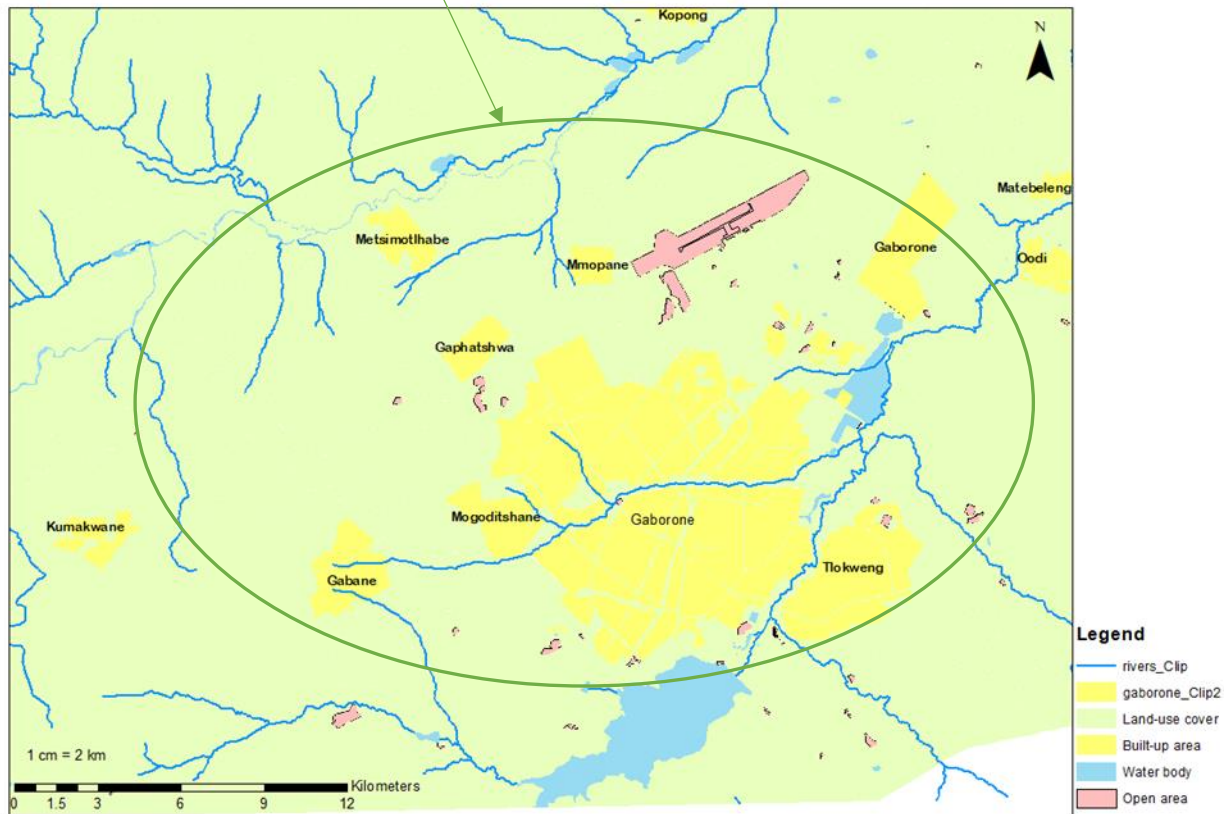 Kopong
N
Matebeleng
Metsimotlhabe
Gaborone
Oodi
Mmopane
Gaphatshwa
Mogoditshane
Gaborone
Kumakwane
Tlokweng
Gabane
Legend
rivers_Clip
gaborone_Clip2
Land-use cover
Built-up area
Water body
Open area
1 cm = 2 km
Kilometers
0 1.5 3 6 9 12